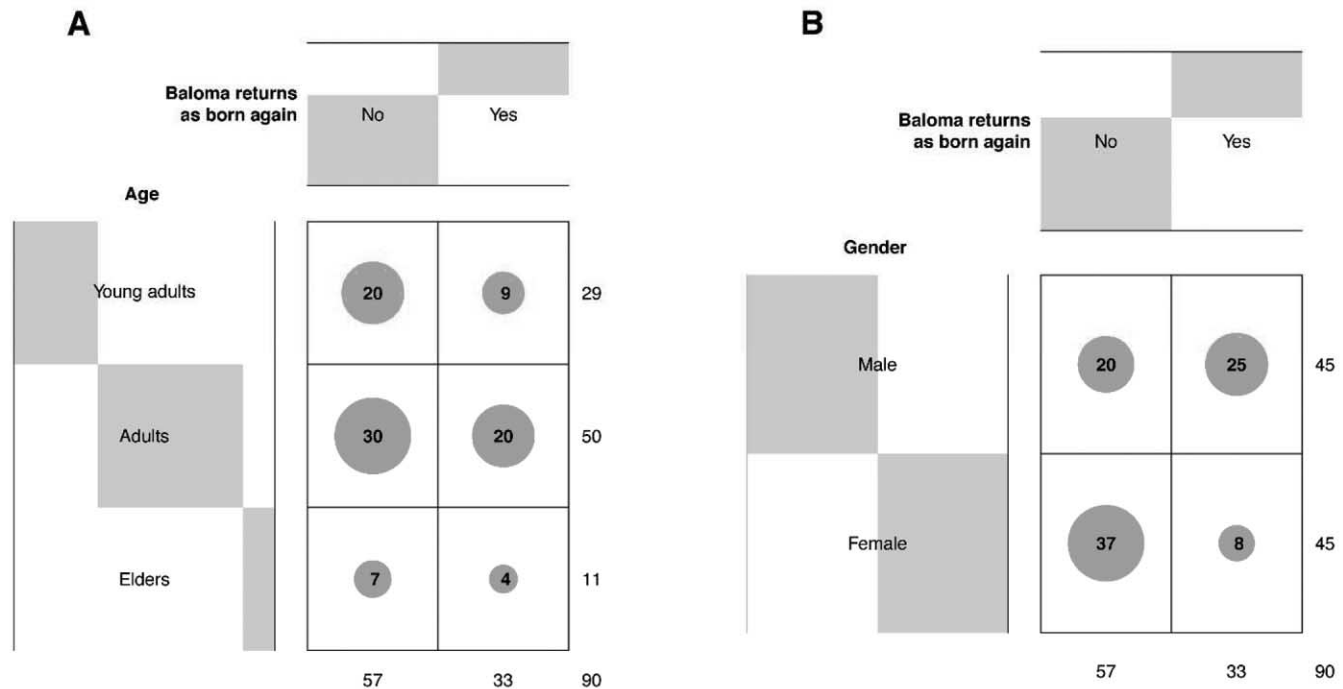 A
Baloma returns
as born again
No
Yes
Age
Young adults
20
9
29
Adults
30
20
50
Elders
7
4
11
57
33
90
B
Baloma returns
as born again
No
Yes
Gender
Male
20
25
45
Female
37
8
45
57
33
90